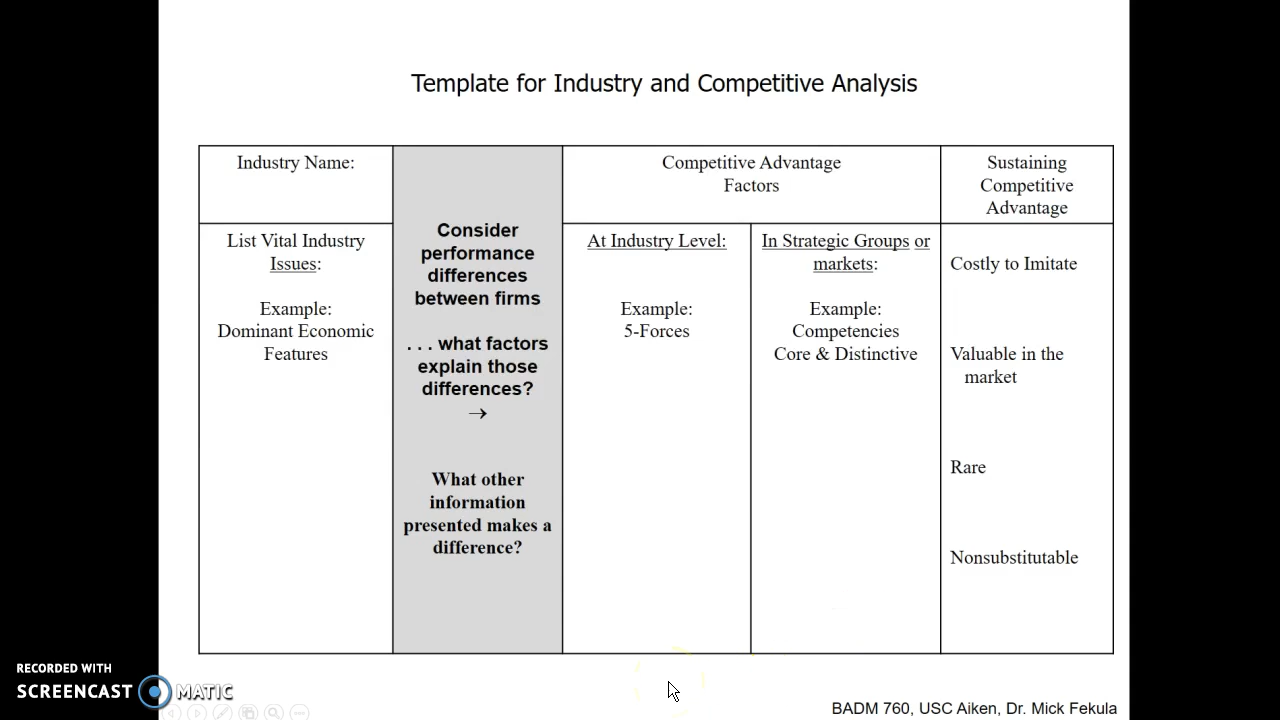 Template for Industry and Competitive Analysis
Industry Name:
Competitive Advantage
Factors
Sustaining
Competitive
Advantage
List Vital Industry
Issues:
Example:
Dominant Economic
Features
Consider
performance
differences
between firms
. . . what factors
explain those
differences?
→
What other
information
presented makes a
difference?
At Industry Level:
Example:
5-Forces
In Strategic Groups or
markets:
Example:
Competencies
Core & Distinctive
Costly to Imitate
Valuable in the
market
Rare
Nonsubstitutable
RECORDED WITH
SCREENCAST MATIC
BADM 760, USC Aiken, Dr. Mick Fekula